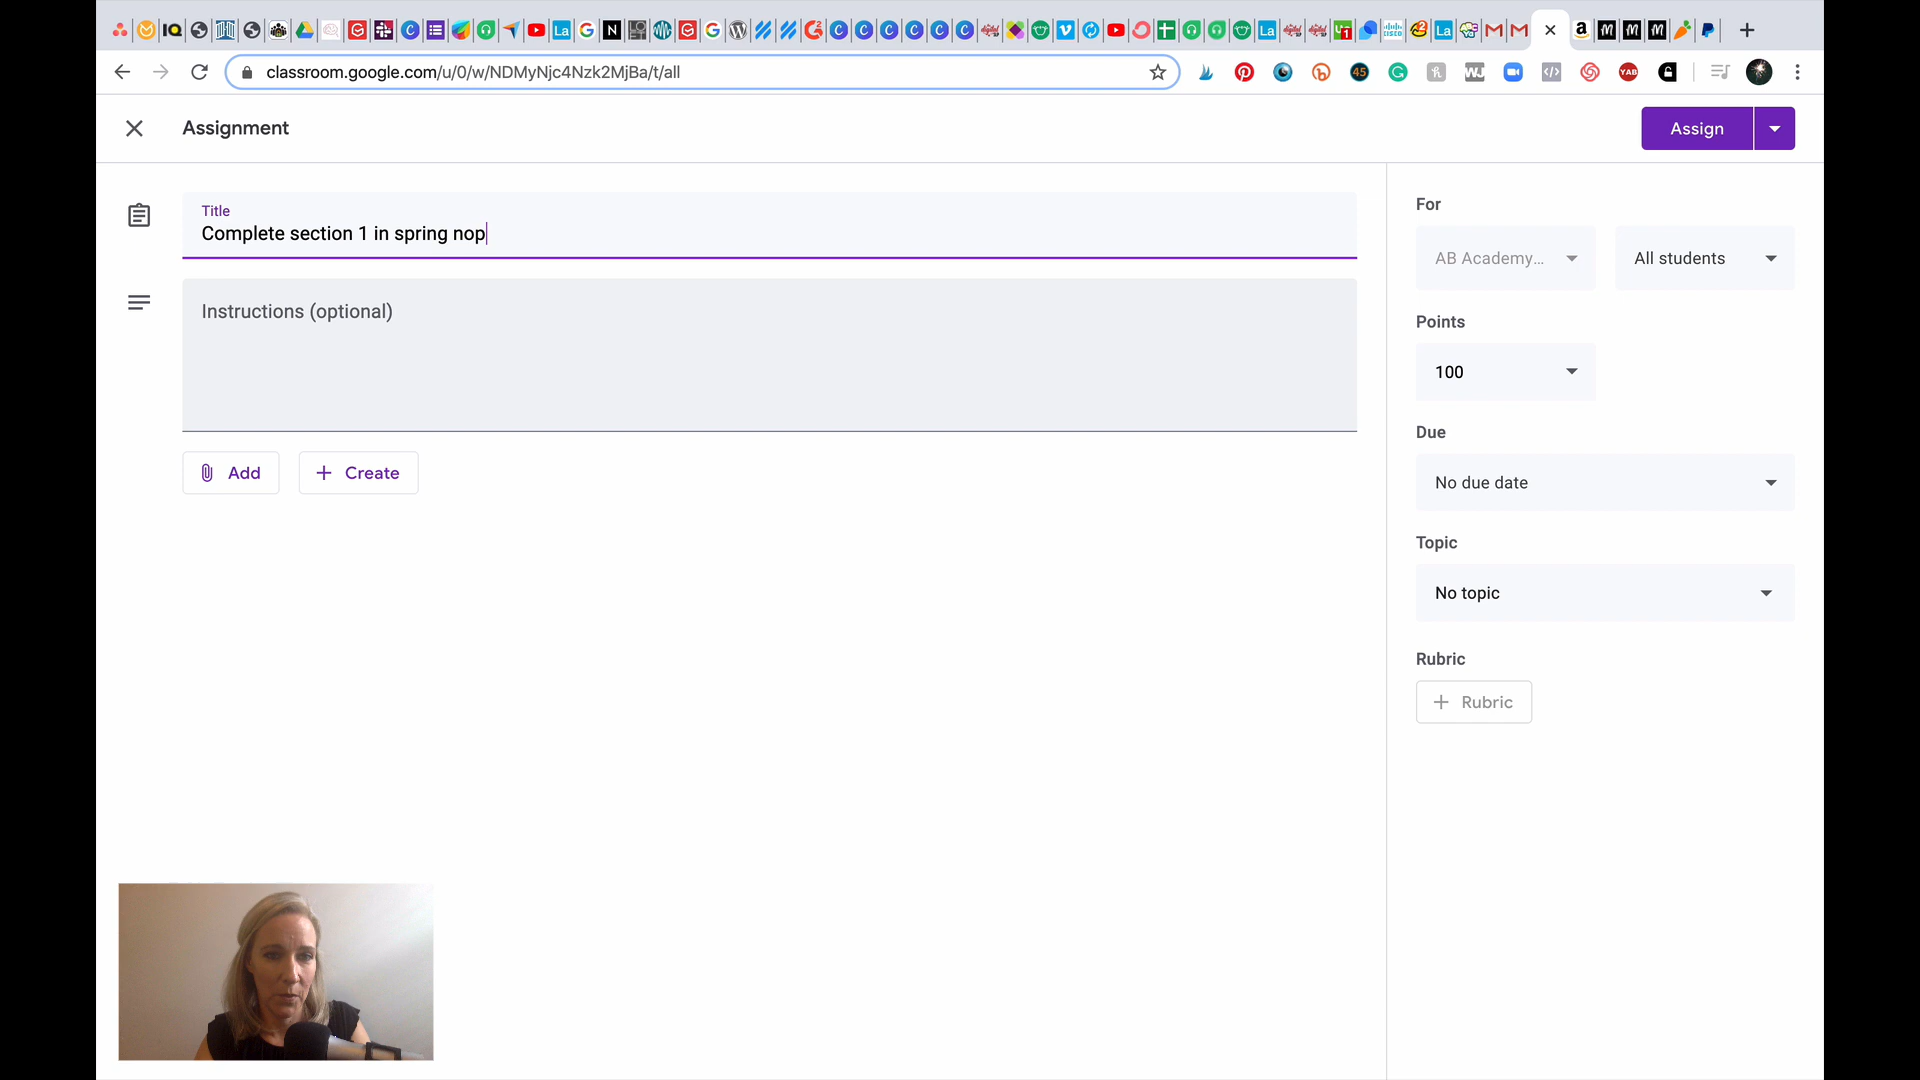 classroom.google.com/u/0/w/NDMyNjc4Nzk2MjBa/t/all
Assignment
Assign
Title
Complete section 1 in spring nop
Instructions (optional)
Add
Create
For
AB Academy...
All students
Points
100
Due
No due date
Topic
No topic
Rubric
Rubric